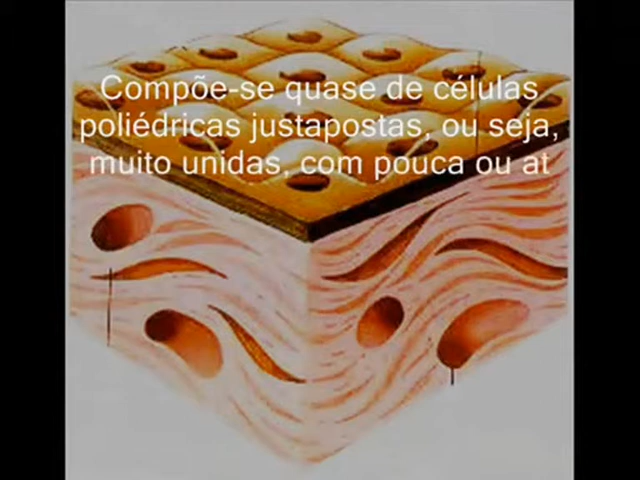 Compõe-se quase de células
poliédricas justapostas, ou seja,
muito unidas, com pouca ou at